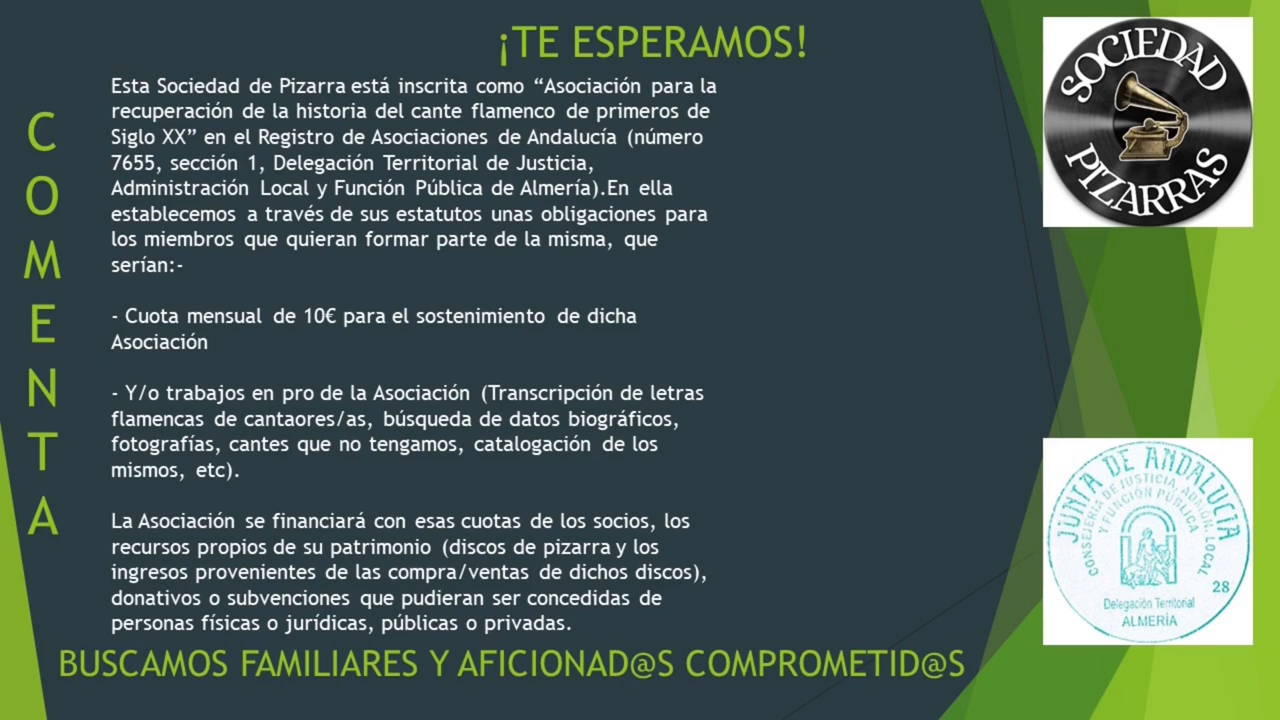 ¡TE ESPERAMOS!
COMENTA
Esta Sociedad de Pizarra está inscrita como “Asociación para la
recuperación de la historia del cante flamenco de primeros de
Siglo XX” en el Registro de Asociaciones de Andalucía (número
7655, sección 1, Delegación Territorial de Justicia,
Administración Local y Función Pública de Almería).En ella
establecemos a través de sus estatutos unas obligaciones para
los miembros que quieran formar parte de la misma, que
serían:-
- Cuota mensual de 10€ para el sostenimiento de dicha
Asociación
- Y/o trabajos en pro de la Asociación (Transcripción de letras
flamencas de cantaores/as, búsqueda de datos biográficos,
fotografías, cantes que no tengamos, catalogación de los
mismos, etc).
La Asociación se financiará con esas cuotas de los socios, los
recursos propios de su patrimonio (discos de pizarra y los
ingresos provenientes de las compra/ventas de dichos discos),
donativos o subvenciones que pudieran ser concedidas de
personas físicas o jurídicas, públicas o privadas.
BUSCAMOS FAMILIARES Y AFICIONAD@S COMPROMETID@S
SOCIEDAD
PIZARRAS
JUNTA DE ANDALUCIA
CONSEJERÍA DE JUSTICIA, ADMÓN. LOCAL
Y FUNCIÓN PÚBLICA
28
Delegación Territorial
ALMERÍA